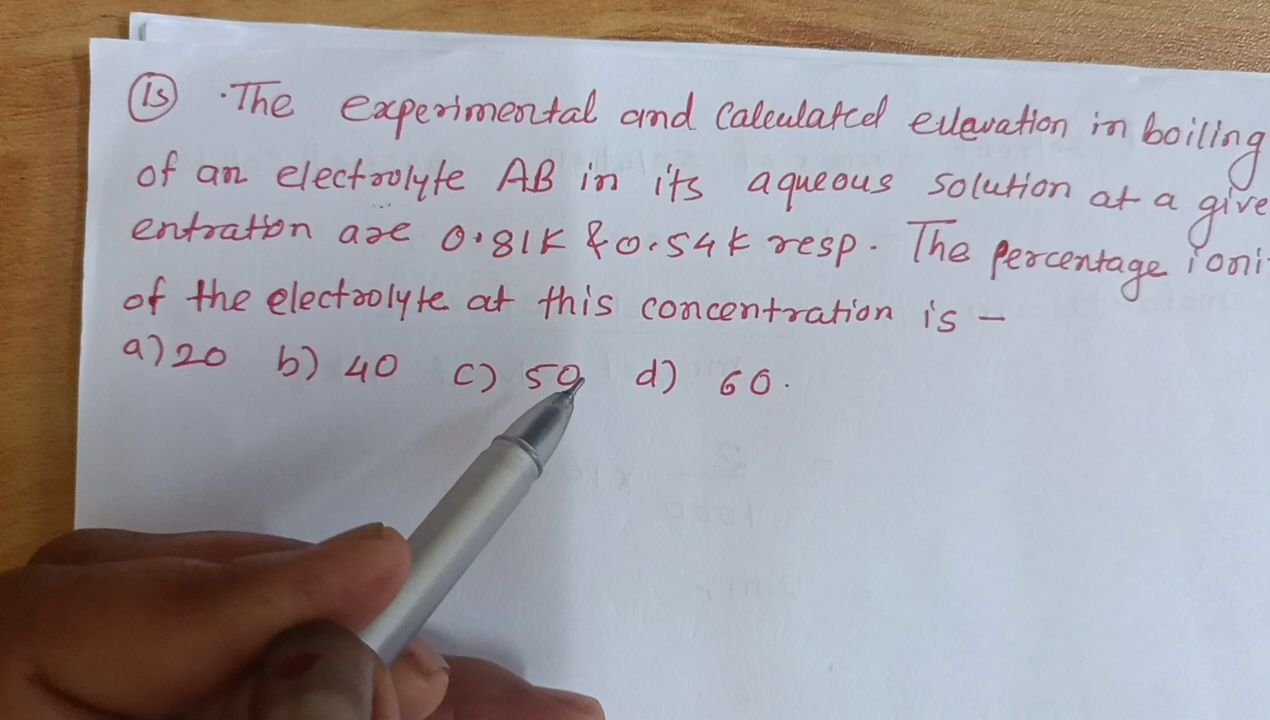 15 . The experimental and calculated elevation in boiling
of an electrolyte AB in its aqueous solution at a give
entration are 0.81K & 0.54K resp. The percentage ioni
of the electrolyte at this concentration is -
a) 20 b) 40 c) 50 d) 60.